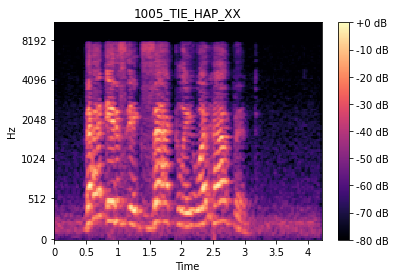 1005_TIE_HAP_XX
Hz
8192
4096
2048
1024
512
0
0 0.5 1 1.5 2 2.5 3 3.5 4
Time
+0 dB
-10 dB
-20 dB
-30 dB
-40 dB
-50 dB
-60 dB
-70 dB
-80 dB